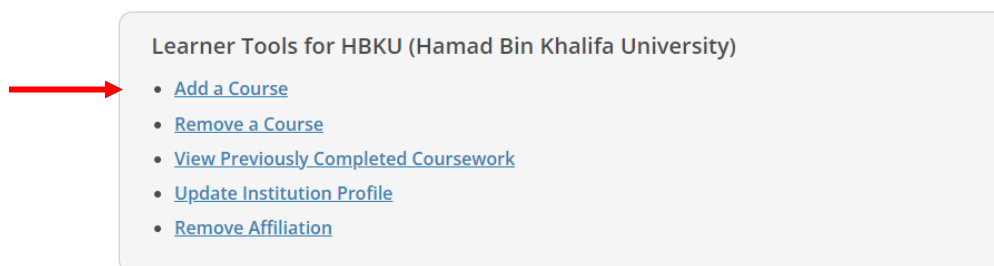 Learner Tools for HBKU (Hamad Bin Khalifa University)
Add a Course
Remove a Course
View Previously Completed Coursework
Update Institution Profile
Remove Affiliation